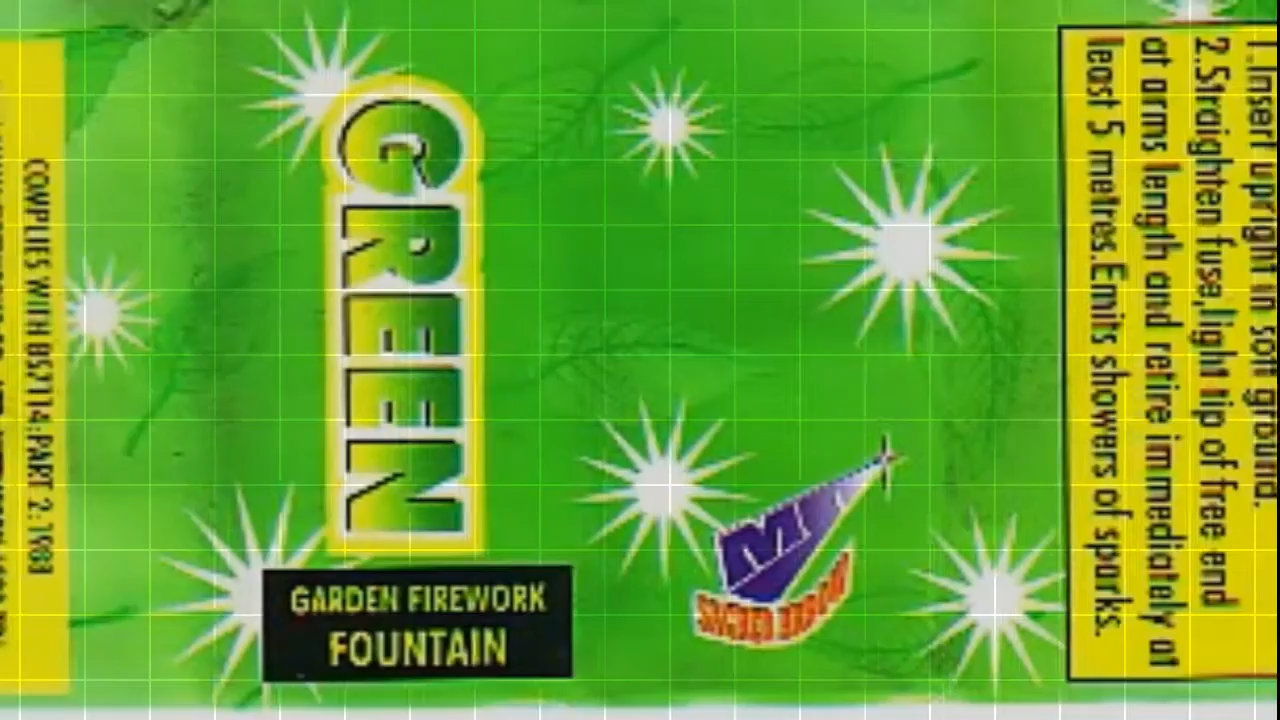 COMPLIES WITH BS7114:PART 2:1988
GREEN
GARDEN FIREWORK
FOUNTAIN
1.Insert upright in soft ground.
2.Straighten fuse,light tip of free end
at arms length and retire immediately at
least 5 metres.Emits showers of sparks.